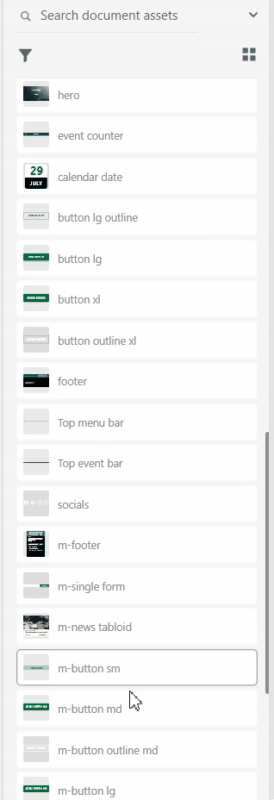 Search document assets
hero
event counter
29
JULY
calendar date
button lg outline
button lg
button xl
button outline xl
footer
Top menu bar
Top event bar
socials
m-footer
m-single form
m-news tabloid
m-button sm
m-button md
m-button outline md
m-button lg